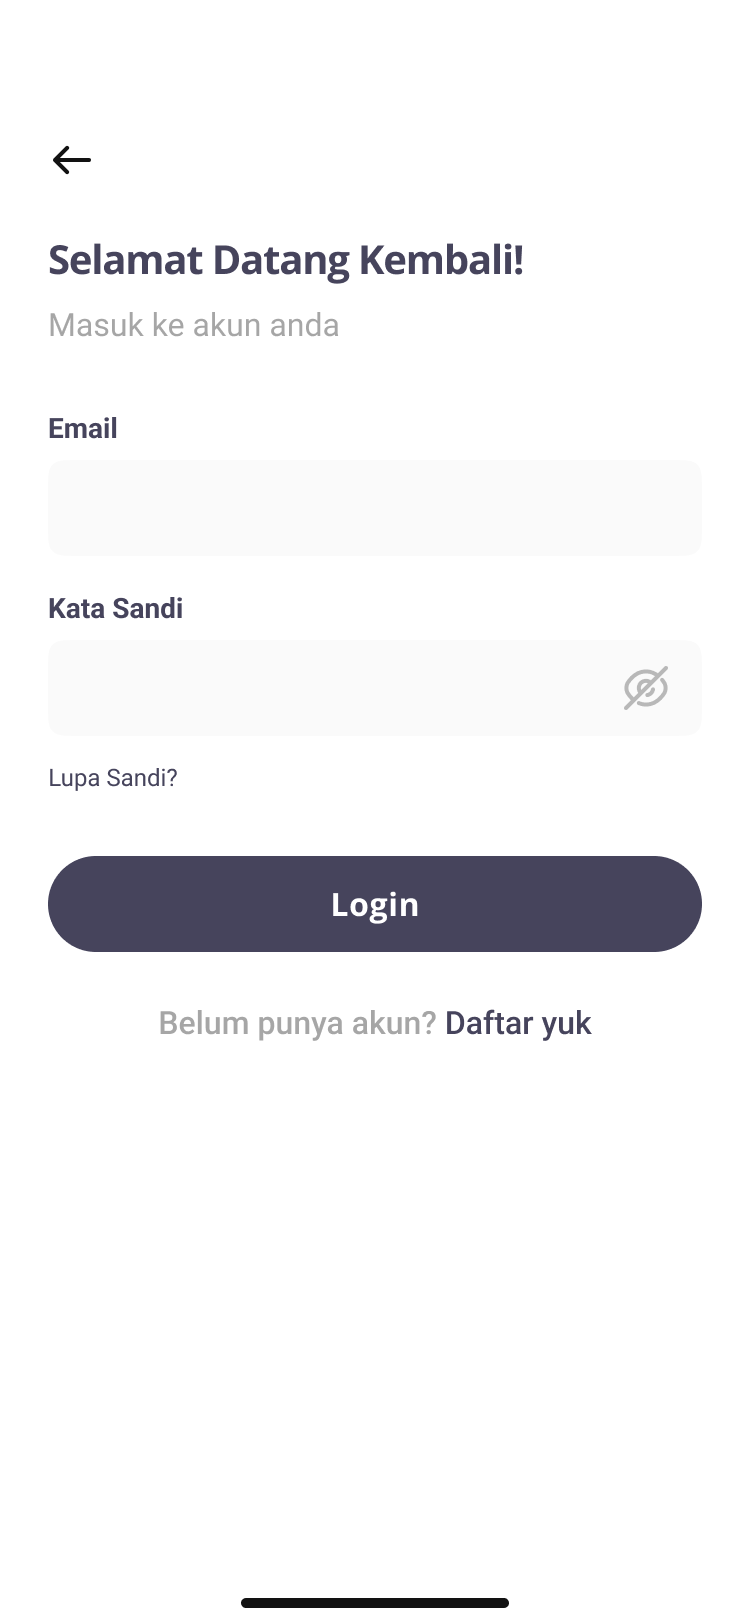 Selamat Datang Kembali!
Masuk ke akun anda
Email
Kata Sandi
Lupa Sandi?
Login
Belum punya akun? Daftar yuk